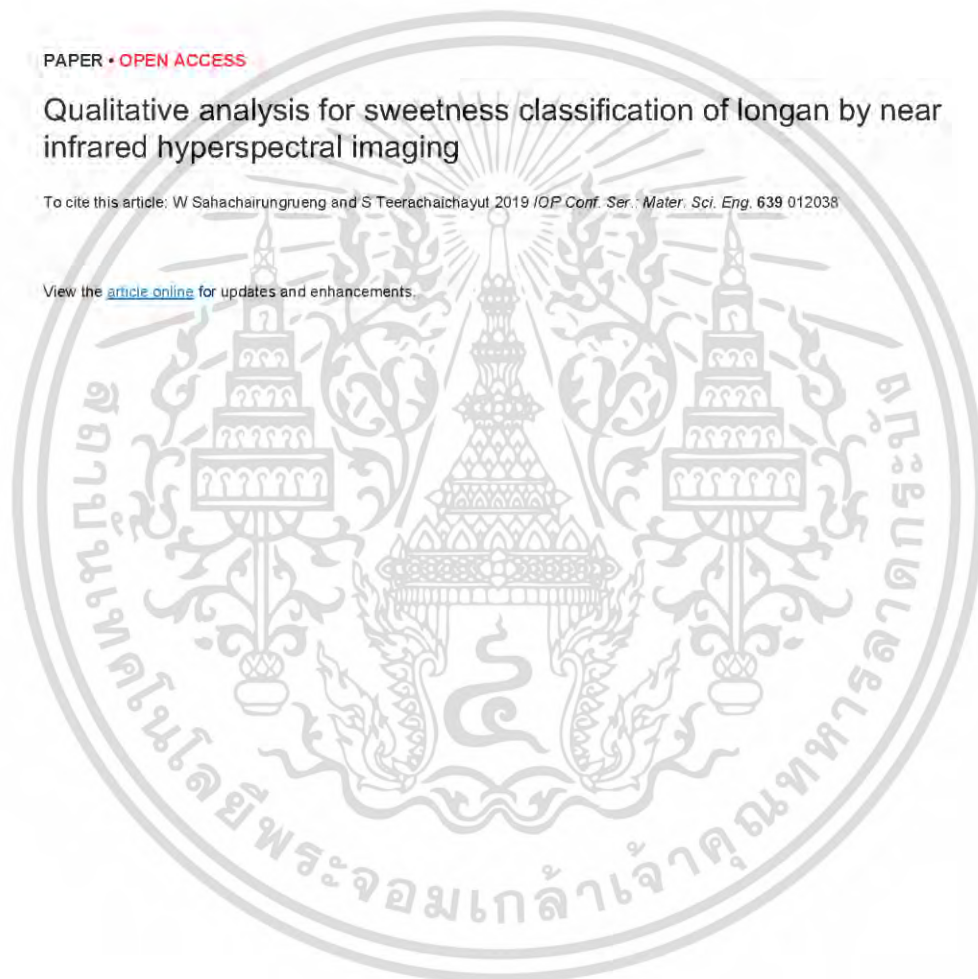 PAPER • OPEN ACCESS
Qualitative analysis for sweetness classification of longan by near
infrared hyperspectral imaging
To cite this article: W Sahachairungrueng and S Teerachaichayut 2019 IOP Conf. Ser.: Mater. Sci. Eng. 639 012038
View the article online for updates and enhancements.
สถาบันเทคโนโลยีพระจอมเกล้าเจ้าคุณทหารลาดกระบัง